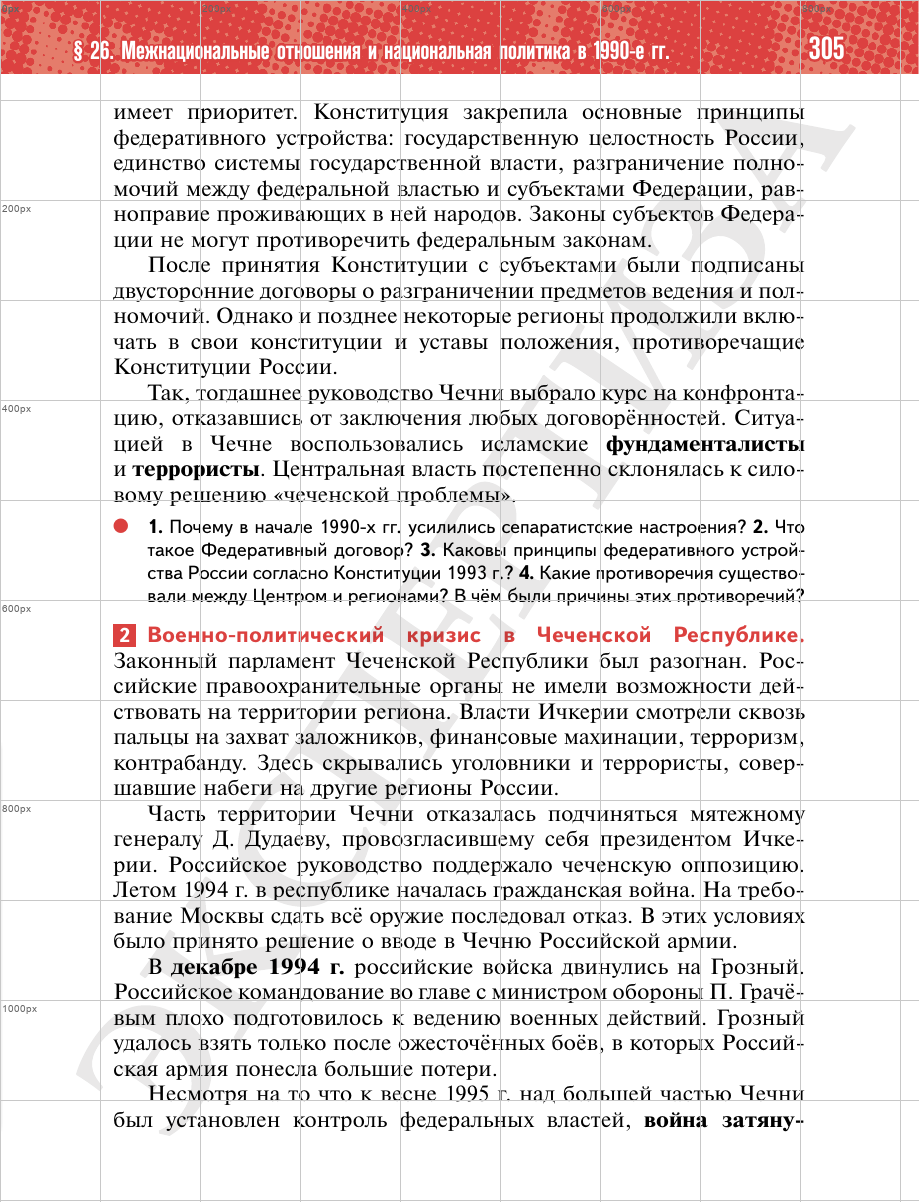 § 26. Межнациональные отношения и национальная политика в 1990-е гг. 305
имеет приоритет. Конституция закрепила основные принципы
федеративного устройства: государственную целостность России,
единство системы государственной власти, разграничение полно-
мочий между федеральной властью и субъектами Федерации, рав-
ноправие проживающих в ней народов. Законы субъектов Федера-
ции не могут противоречить федеральным законам.
После принятия Конституции с субъектами были подписаны
двусторонние договоры о разграничении предметов ведения и пол-
номочий. Однако и позднее некоторые регионы продолжили вклю-
чать в свои конституции и уставы положения, противоречащие
Конституции России.
Так, тогдашнее руководство Чечни выбрало курс на конфронта-
цию, отказавшись от заключения любых договорённостей. Ситуа-
цией в Чечне воспользовались исламские фундаменталисты
и террористы. Центральная власть постепенно склонялась к сило-
вому решению «чеченской проблемы».
1. Почему в начале 1990-х гг. усилились сепаратистские настроения? 2. Что
такое Федеративный договор? 3. Каковы принципы федеративного устрой-
ства России согласно Конституции 1993 г.? 4. Какие противоречия существо-
вали между Центром и регионами? В чём были причины этих противоречий?
2 Военно-политический кризис в Чеченской Республике.
Законный парламент Чеченской Республики был разогнан. Рос-
сийские правоохранительные органы не имели возможности дей-
ствовать на территории региона. Власти Ичкерии смотрели сквозь
пальцы на захват заложников, финансовые махинации, терроризм,
контрабанду. Здесь скрывались уголовники и террористы, совер-
шавшие набеги на другие регионы России.
Часть территории Чечни отказалась подчиняться мятежному
генералу Д. Дудаеву, провозгласившему себя президентом Ичке-
рии. Российское руководство поддержало чеченскую оппозицию.
Летом 1994 г. в республике началась гражданская война. На требо-
вание Москвы сдать всё оружие последовал отказ. В этих условиях
было принято решение о вводе в Чечню Российской армии.
В декабре 1994 г. российские войска двинулись на Грозный.
Российское командование во главе с министром обороны П. Грачё-
вым плохо подготовилось к ведению военных действий. Грозный
удалось взять только после ожесточённых боёв, в которых Россий-
ская армия понесла большие потери.
Несмотря на то что к весне 1995 г. над большей частью Чечни
был установлен контроль федеральных властей, война затяну-
ЭКСПЕРТИЗА
200px
400px
600px
800px
1000px